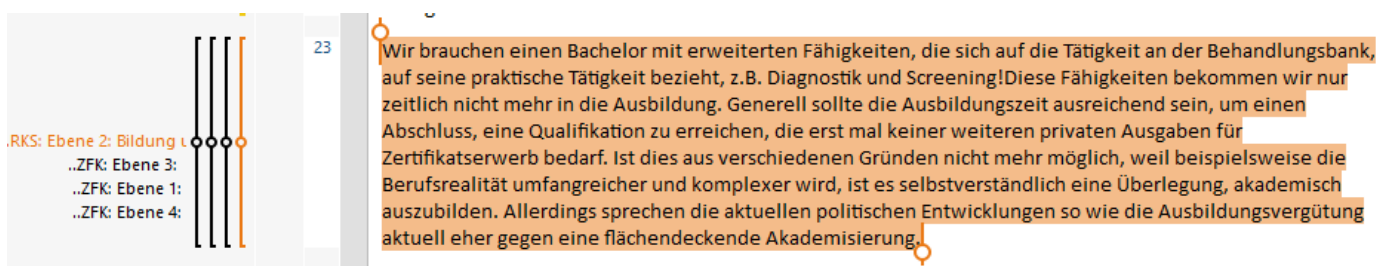 23
Wir brauchen einen Bachelor mit erweiterten Fähigkeiten, die sich auf die Tätigkeit an der Behandlungsbank,
auf seine praktische Tätigkeit bezieht, z.B. Diagnostik und Screening!Diese Fähigkeiten bekommen wir nur
zeitlich nicht mehr in die Ausbildung. Generell sollte die Ausbildungszeit ausreichend sein, um einen
Abschluss, eine Qualifikation zu erreichen, die erst mal keiner weiteren privaten Ausgaben für
Zertifikatserwerb bedarf. Ist dies aus verschiedenen Gründen nicht mehr möglich, weil beispielsweise die
Berufsrealität umfangreicher und komplexer wird, ist es selbstverständlich eine Überlegung, akademisch
auszubilden. Allerdings sprechen die aktuellen politischen Entwicklungen so wie die Ausbildungsvergütung
aktuell eher gegen eine flächendeckende Akademisierung.
.RKS: Ebene 2: Bildung
..ZFK: Ebene 3:
..ZFK: Ebene 1:
..ZFK: Ebene 4: